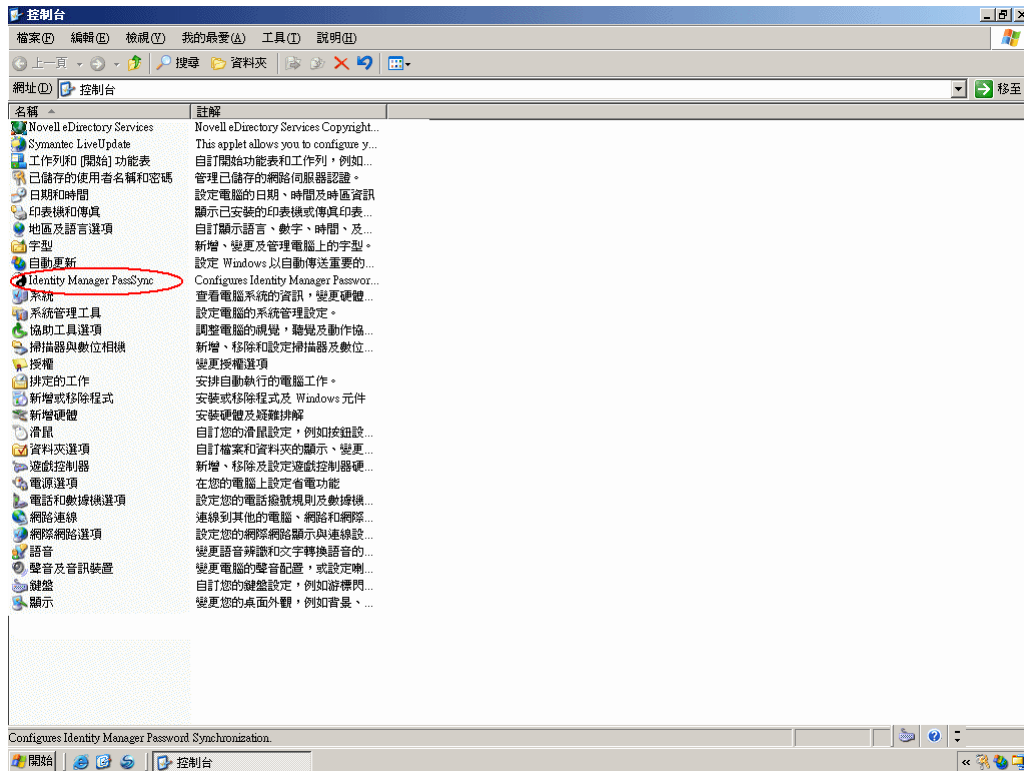 控制台
檔案(F) 編輯(E) 檢視(V) 我的最愛(A) 工具(T) 說明(H)
上一頁 搜尋 資料夾
網址(D) 控制台 移至
名稱 註解
Novell eDirectory Services Novell eDirectory Services Copyright...
Symantec LiveUpdate This applet allows you to configure y...
工作列和 [開始] 功能表 自訂開始功能表和工作列，例如...
已儲存的使用者名稱和密碼 管理已儲存的網路伺服器認證。
日期和時間 設定電腦的日期、時間及時區資訊
印表機和傳真 顯示已安裝的印表機或傳真印表...
地區及語言選項 自訂顯示語言、數字、時間、及...
字型 新增、變更及管理電腦上的字型。
自動更新 設定 Windows 以自動傳送重要的...
Identity Manager PassSync Configures Identity Manager Passwor...
系統 查看電腦系統的資訊，變更硬體...
系統管理工具 設定電腦的系統管理設定。
協助工具選項 調整電腦的視覺，聽覺及動作協...
掃描器與數位相機 新增、移除和設定掃描器及數位...
授權 變更授權選項
排定的工作 安排自動執行的電腦工作。
新增或移除程式 安裝或移除程式及 Windows 元件
新增硬體 安裝硬體及疑難排解
滑鼠 自訂您的滑鼠設定，例如按鈕設...
資料夾選項 自訂檔案和資料夾的顯示、變更...
遊戲控制器 新增、移除及設定遊戲控制器硬...
電源選項 在您的電腦上設定省電功能
電話和數據機選項 設定您的電話撥號規則及數據機...
網路連線 連線到其他的電腦、網路和網際...
網際網路選項 設定您的網際網路顯示與連線設...
語音 變更語音辨識和文字轉換語音的...
聲音及音訊裝置 變更電腦的聲音配置，或設定喇...
鍵盤 自訂您的鍵盤設定，例如游標閃...
顯示 變更您的桌面外觀，例如背景、...
Configures Identity Manager Password Synchronization.
開始 控制台